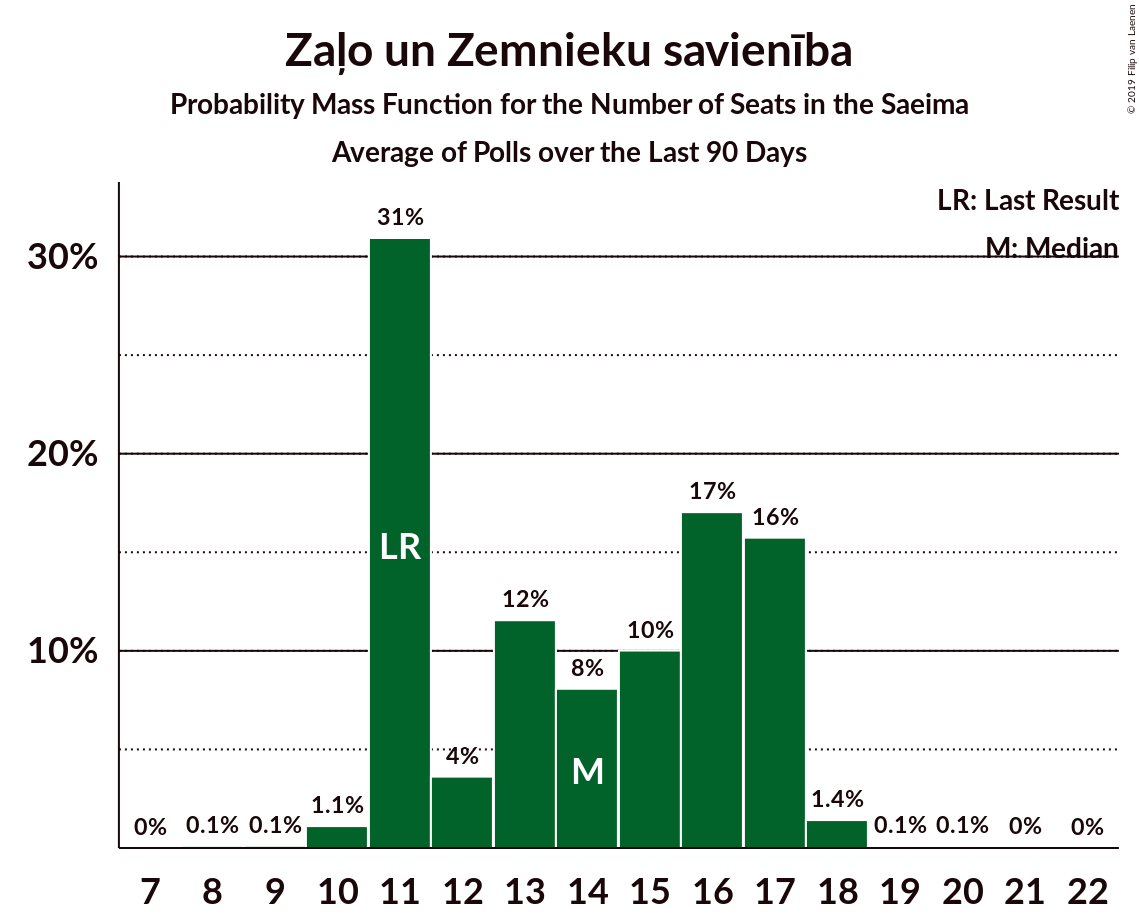 Zaļo un Zemnieku savienība
Probability Mass Function for the Number of Seats in the Saeima
Average of Polls over the Last 90 Days
© 2019 Filip van Laenen
LR: Last Result
M: Median
30%
20%
10%
31%
17%
16%
12%
10%
8%
4%
1.1%
1.4%
0%
0.1%
0.1%
0.1%
0.1%
0%
0%
LR
M
7 8 9 10 11 12 13 14 15 16 17 18 19 20 21 22